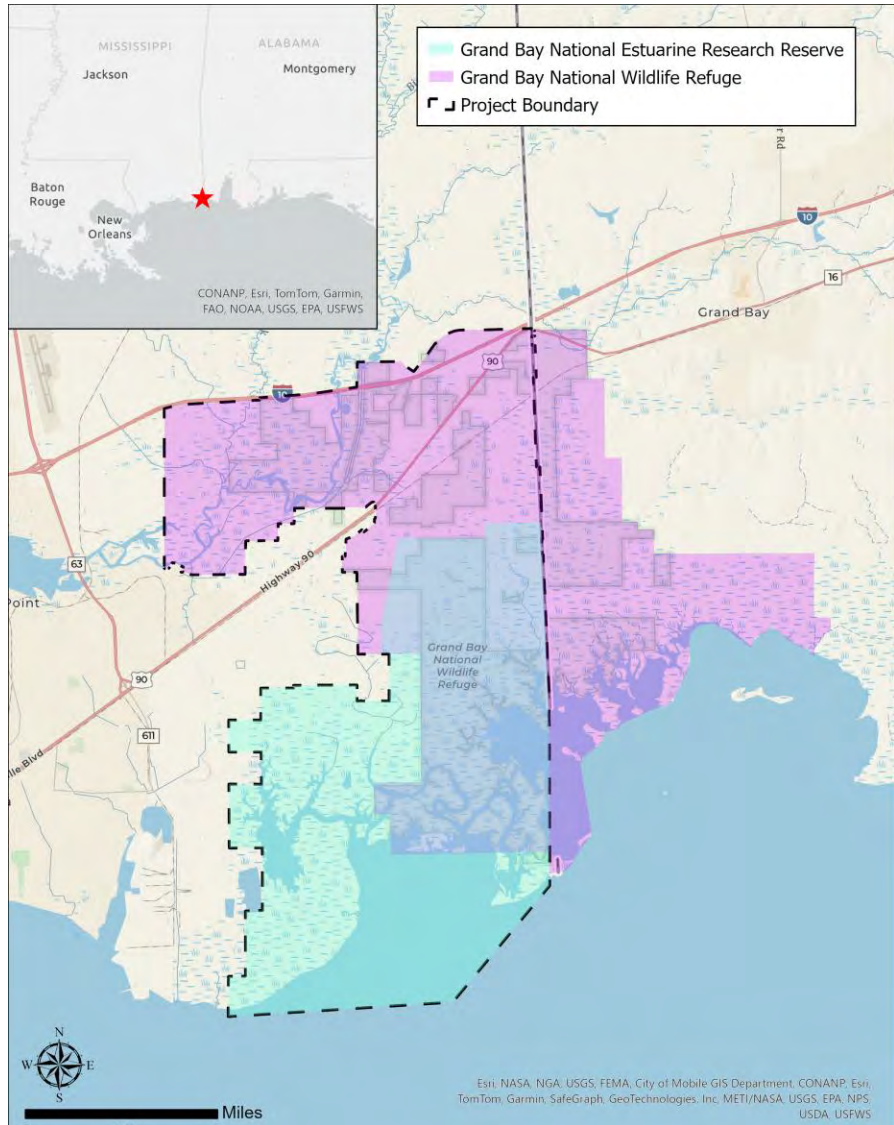 MISSISSIPPI
ALABAMA
Jackson
Montgomery
Baton
Rouge
New
Orleans
CONANP, Esri, TomTom, Garmin,
FAO, NOAA, USGS, EPA, USFWS
Grand Bay National Estuarine Research Reserve
Grand Bay National Wildlife Refuge
Project Boundary
Rd
10
16
Grand Bay
90
10
63
Highway 90
Point
Grand Bay
National
Wildlife
Refuge
90
611
lle Blvd
N
W
E
S
Miles
Esri, NASA, NGA, USGS, FEMA, City of Mobile GIS Department, CONANP, Esri,
TomTom, Garmin, SafeGraph, GeoTechnologies, Inc, METI/NASA, USGS, EPA, NPS,
USDA, USFWS